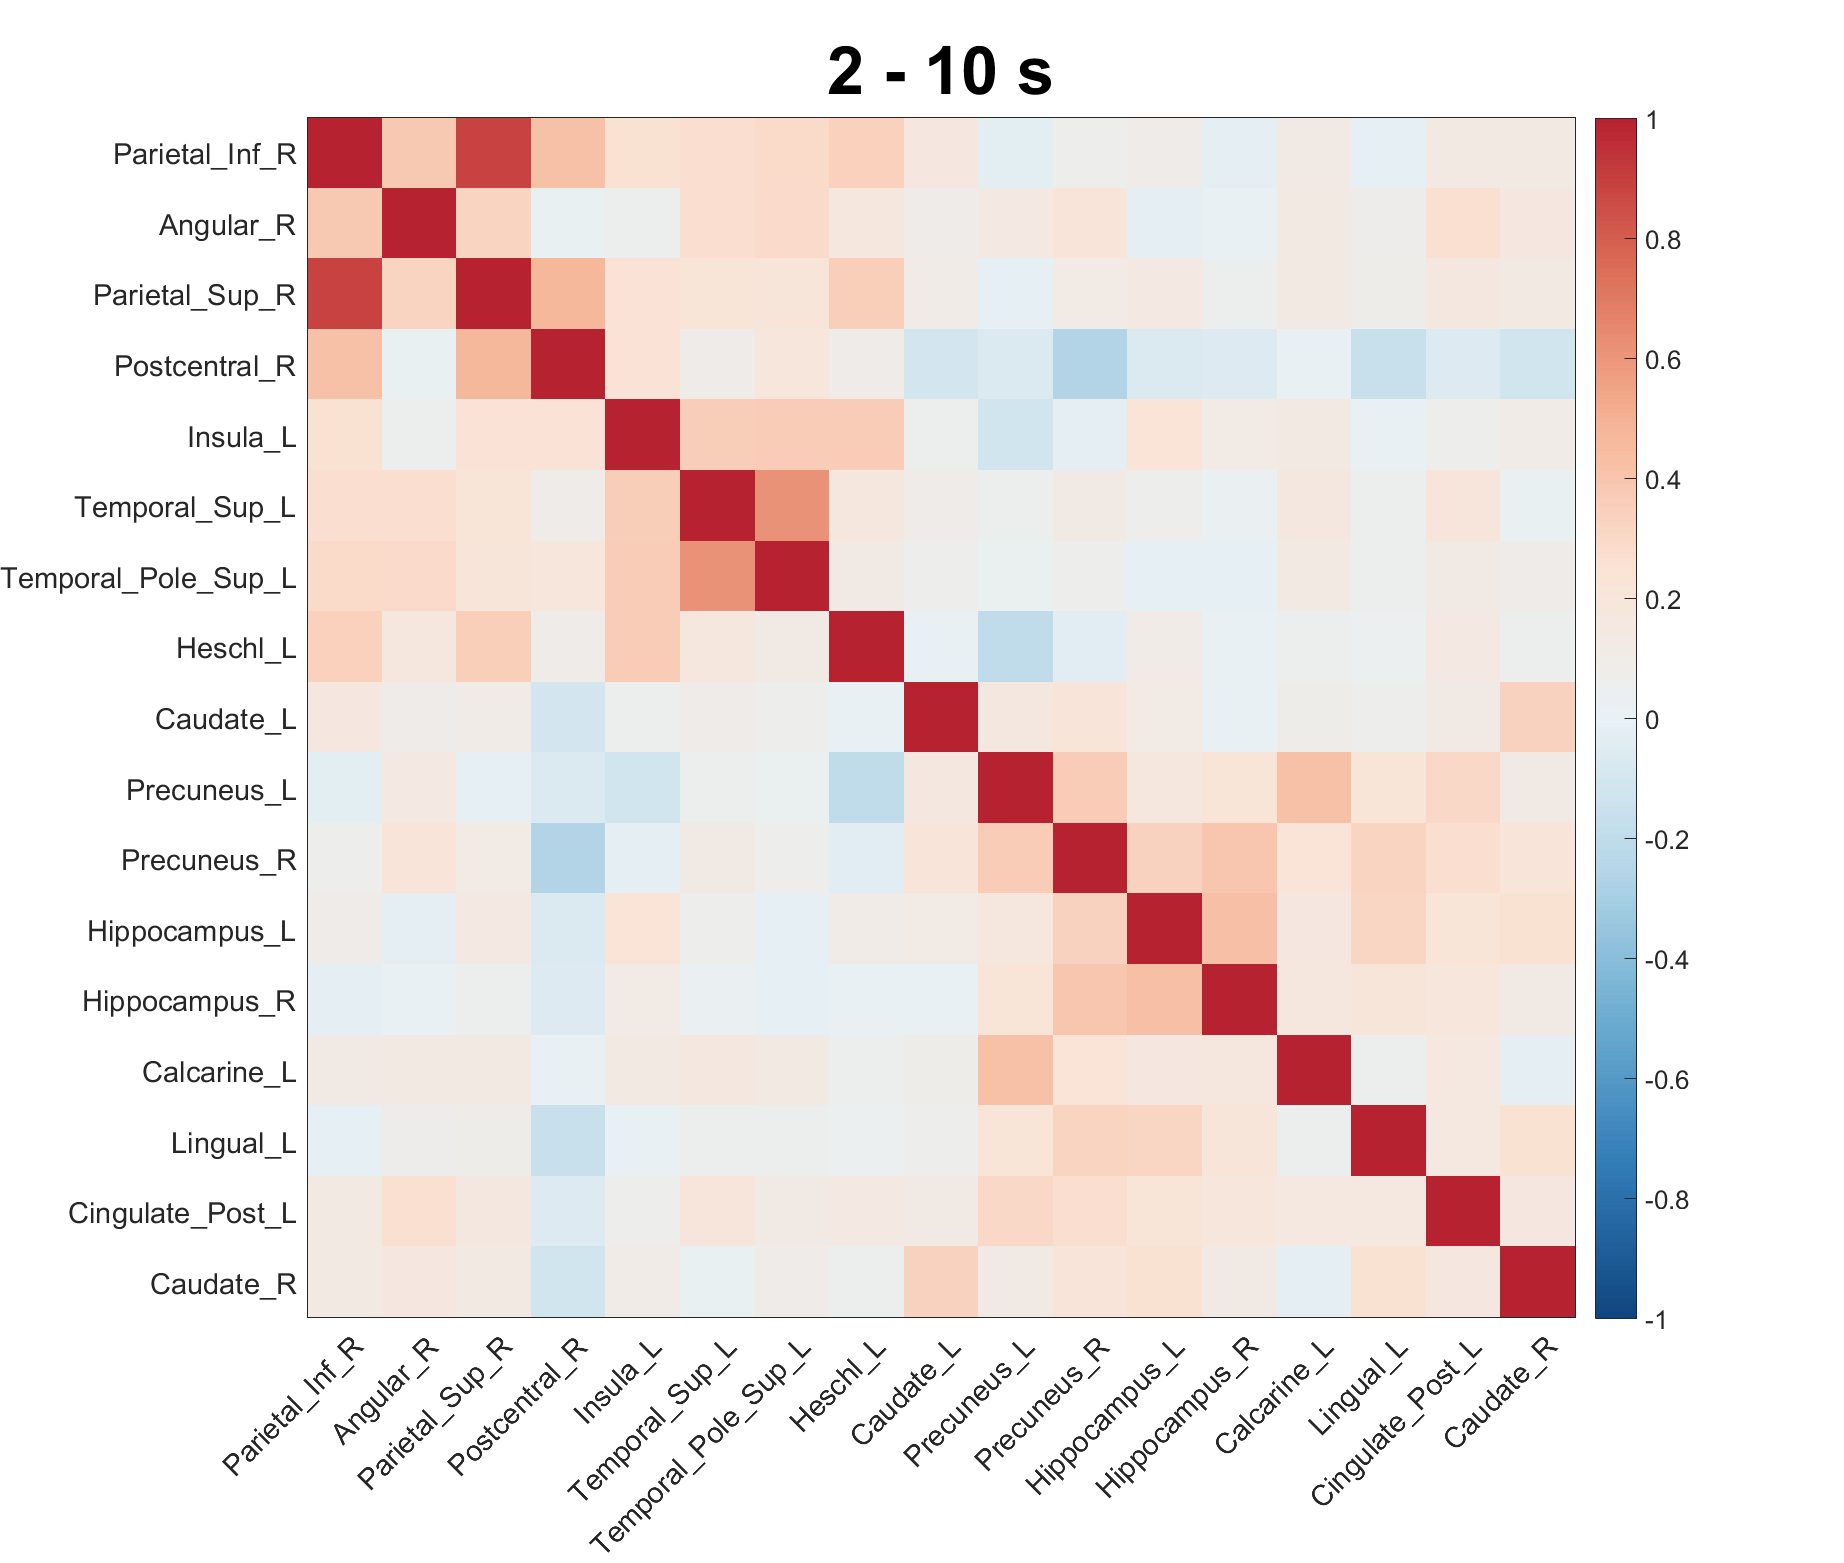 2 - 10 s
Parietal_Inf_R
Angular_R
Parietal_Sup_R
Postcentral_R
Insula_L
Temporal_Sup_L
Temporal_Pole_Sup_L
Heschl_L
Caudate_L
Precuneus_L
Precuneus_R
Hippocampus_L
Hippocampus_R
Calcarine_L
Lingual_L
Cingulate_Post_L
Caudate_R
1
0.8
0.6
0.4
0.2
0
-0.2
-0.4
-0.6
-0.8
-1
Parietal_Inf_R
Angular_R
Parietal_Sup_R
Postcentral_R
Insula_L
Temporal_Sup_L
Temporal_Pole_Sup_L
Heschl_L
Caudate_L
Precuneus_L
Precuneus_R
Hippocampus_L
Hippocampus_R
Calcarine_L
Lingual_L
Cingulate_Post_L
Caudate_R